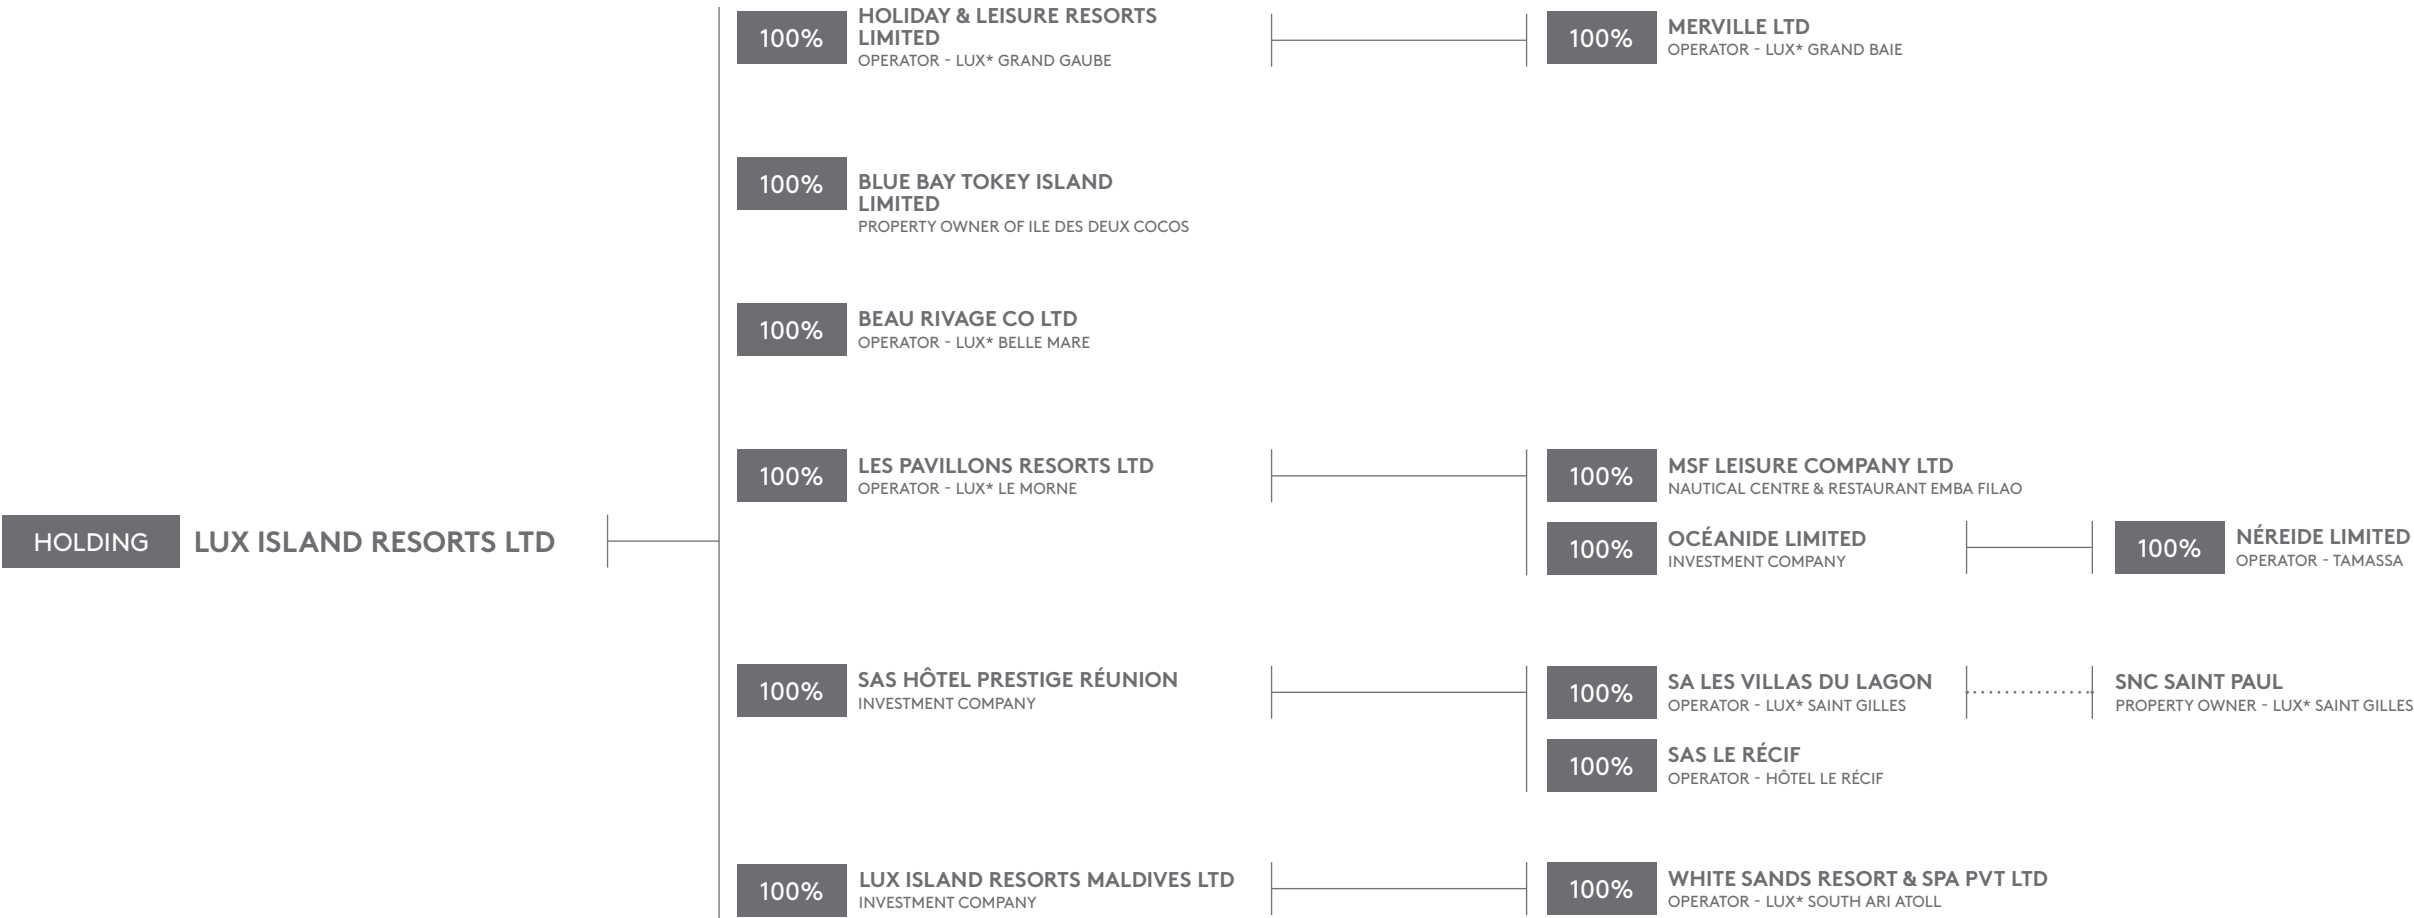 100%
HOLIDAY & LEISURE RESORTS
LIMITED
OPERATOR - LUX* GRAND GAUBE
100%
MERVILLE LTD
OPERATOR - LUX* GRAND BAIE
100%
BLUE BAY TOKEY ISLAND
LIMITED
PROPERTY OWNER OF ILE DES DEUX COCOS
100%
BEAU RIVAGE CO LTD
OPERATOR - LUX* BELLE MARE
100%
LES PAVILLONS RESORTS LTD
OPERATOR - LUX* LE MORNE
100%
MSF LEISURE COMPANY LTD
NAUTICAL CENTRE & RESTAURANT EMBA FILAO
HOLDING
LUX ISLAND RESORTS LTD
100%
OCÉANIDE LIMITED
INVESTMENT COMPANY
100%
NÉREIDE LIMITED
OPERATOR - TAMASSA
100%
SAS HÔTEL PRESTIGE RÉUNION
INVESTMENT COMPANY
100%
SA LES VILLAS DU LAGON
OPERATOR - LUX* SAINT GILLES
SNC SAINT PAUL
PROPERTY OWNER - LUX* SAINT GILLES
100%
SAS LE RÉCIF
OPERATOR - HÔTEL LE RÉCIF
100%
LUX ISLAND RESORTS MALDIVES LTD
INVESTMENT COMPANY
100%
WHITE SANDS RESORT & SPA PVT LTD
OPERATOR - LUX* SOUTH ARI ATOLL